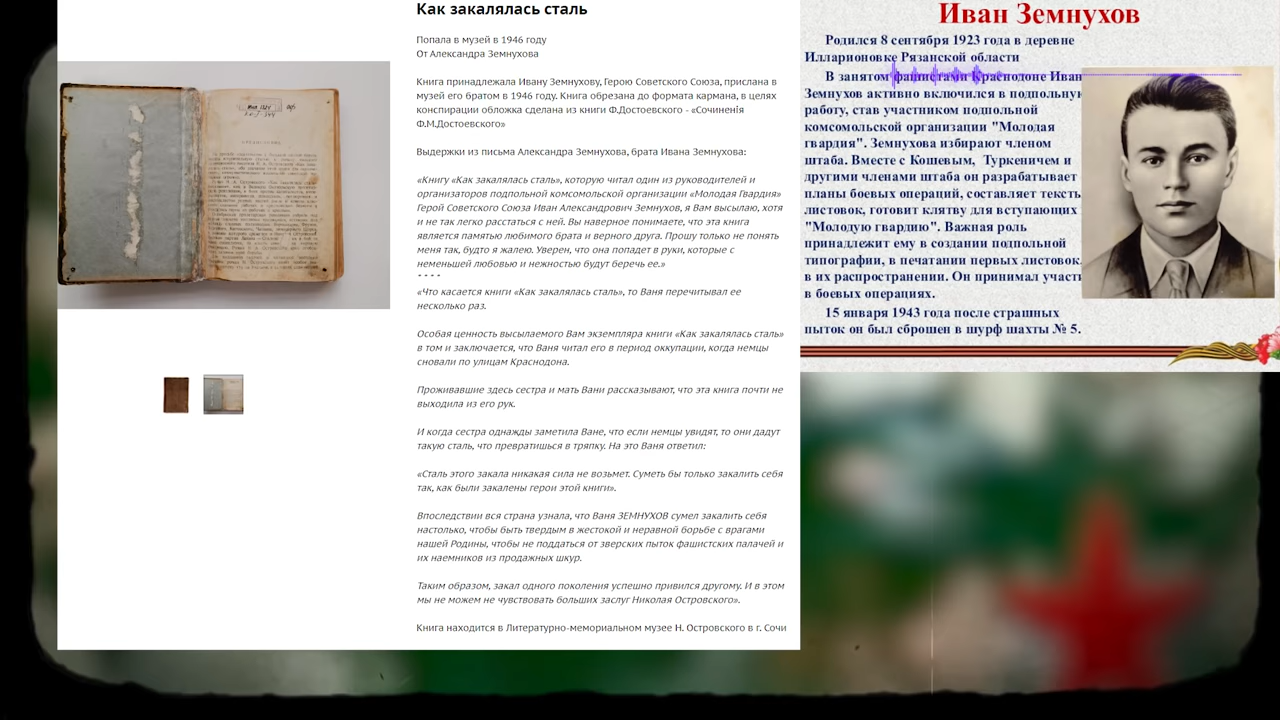 Как закалялась сталь
Попала в музей в 1946 году
От Александра Земнухова
Книга принадлежала Ивану Земнухову, Герою Советского Союза, прислана в
музей его братом в 1946 году. Книга обрезана до формата кармана, в целях
конспирации обложка сделана из книги Ф.Достоевского - «Сочиненiя
Ф.М.Достоевского»
Выдержки из письма Александра Земнухова, брата Ивана Земнухова:
«Книгу «Как закалялась сталь», которую читал один из руководителей и
организаторов подпольной комсомольской организации «Молодая Гвардия»
Герой Советского Союза Иван Александрович Земнухов, я Вам высылаю, хотя
и не так легко расстаться с ней. Вы наверное понимаете, что эта книга
является памятью любимого брата и верного друга. Прошу только не понять
меня так, будто я жалею. Уверен, что она попадет в руки, которые с
неменьшей любовью и нежностью будут беречь ее.»
- - - -
«Что касается книги «Как закалялась сталь», то Ваня перечитывал ее
несколько раз.
Особая ценность высылаемого Вам экземпляра книги «Как закалялась сталь»
в том и заключается, что Ваня читал его в период оккупации, когда немцы
сновали по улицам Краснодона.
Проживавшие здесь сестра и мать Вани рассказывают, что эта книга почти не
выходила из его рук.
И когда сестра однажды заметила Ване, что если немцы увидят, то они дадут
такую сталь, что превратишься в тряпку. На это Ваня ответил:
«Сталь этого закала никакая сила не возьмет. Суметь бы только закалить себя
так, как были закалены герои этой книги».
Впоследствии вся страна узнала, что Ваня ЗЕМНУХОВ сумел закалить себя
настолько, чтобы быть твердым в жестокой и неравной борьбе с врагами
нашей Родины, чтобы не поддаться от зверских пыток фашистских палачей и
их наемников из продажных шкур.
Таким образом, закал одного поколения успешно привился другому. И в этом
мы не можем не чувствовать больших заслуг Николая Островского».
Книга находится в Литературно-мемориальном музее Н. Островского в г. Сочи
Иван Земнухов
Родился 8 сентября 1923 года в деревне
Илларионовке Рязанской области
В занятом фашистами Краснодоне Иван
Земнухов активно включился в подпольную
работу, став участником подпольной
комсомольской организации "Молодая
гвардия". Земнухова избирают членом
штаба. Вместе с Кошевым, Туркеничем и
другими членами штаба он разрабатывает
планы боевых операций, составляет тексты
листовок, готовит клятву для вступающих
"Молодую гвардию". Важная роль
принадлежит ему в создании подпольной
типографии, в печатании первых листовок
в их распространении. Он принимал участи
в боевых операциях.
15 января 1943 года после страшных
пыток он был сброшен в шурф шахты № 5.